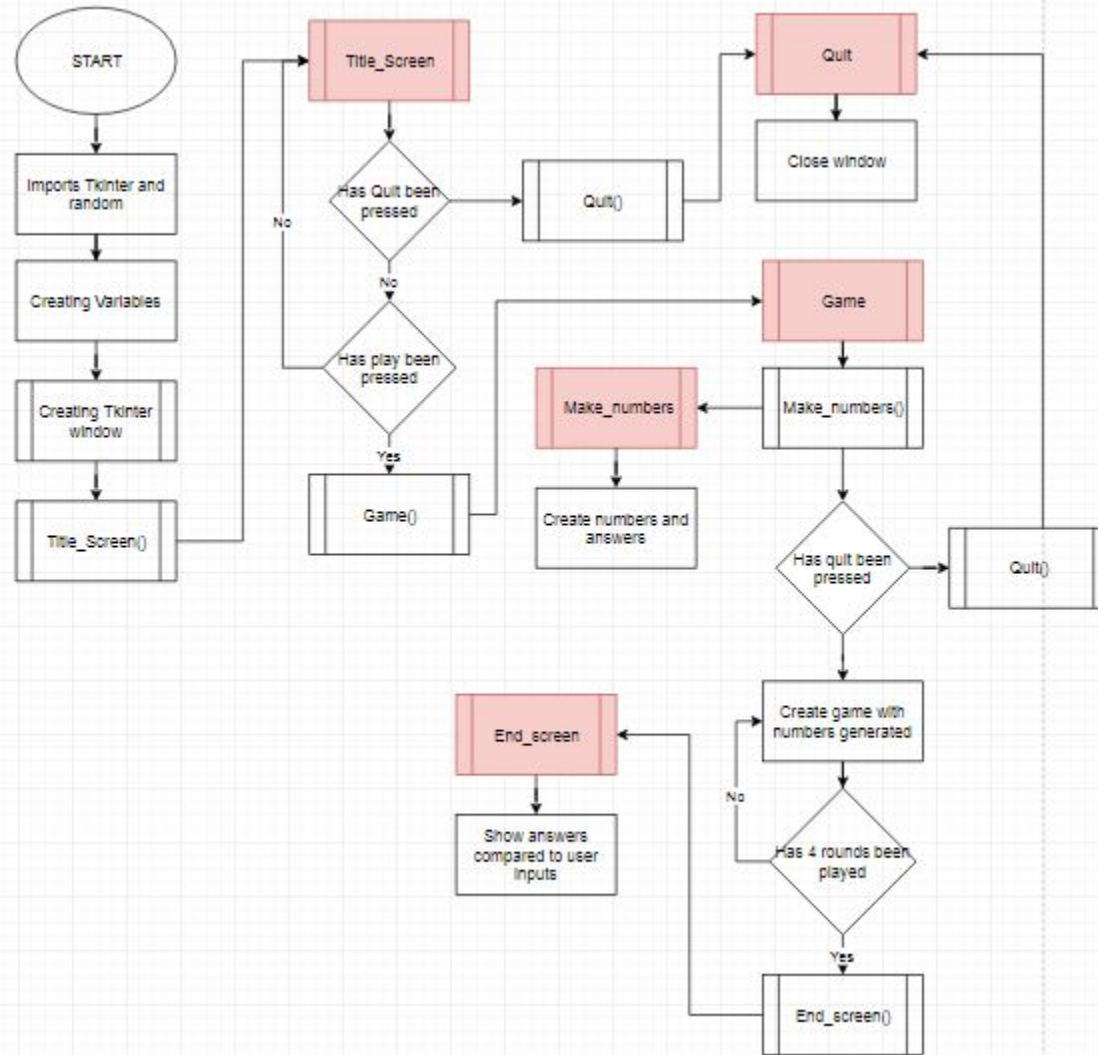 START
Imports Tkinter and
random
Creating Variables
Creating Tkinter
window
Title_Screen()
Title_Screen
Has Quit been
pressed
No
No
Has play been
pressed
Yes
Game()
Quit()
Quit
Close window
Game
Make_numbers()
Make_numbers
Create numbers and
answers
Has quit been
pressed
Quit()
Create game with
numbers generated
No
Has 4 rounds been
played
Yes
End_screen()
End_screen
Show answers
compared to user
inputs